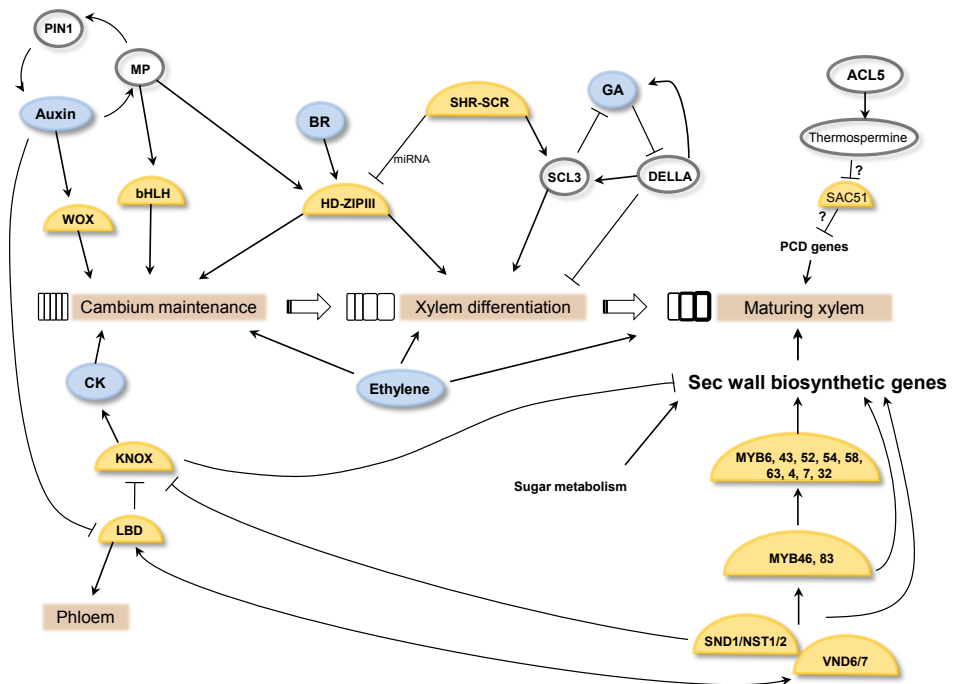 PIN1
MP
ACL5
GA
SHR-SCR
Auxin
BR
Thermospermine
miRNA
?
SCL3
DELLA
bHLH
HD-ZIPIII
SAC51
WOX
?
PCD genes
Cambium maintenance
Xylem differentiation
Maturing xylem
CK
Ethylene
Sec wall biosynthetic genes
KNOX
MYB6, 43, 52, 54, 58,
63, 4, 7, 32
Sugar metabolism
LBD
MYB46, 83
Phloem
SND1/NST1/2
VND6/7